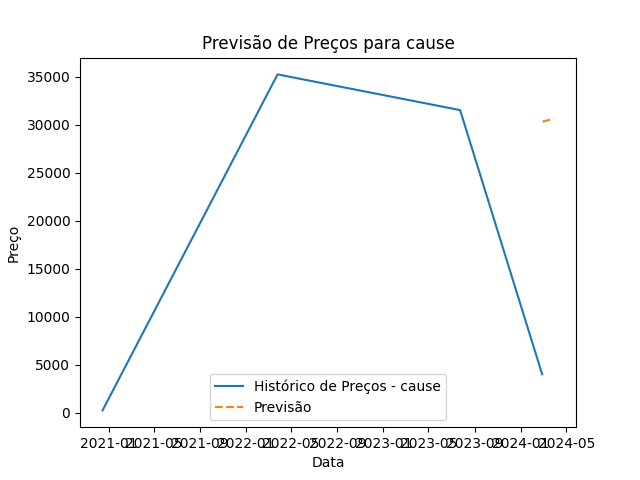 Previsão de Preços para cause
Preço
35000
30000
25000
20000
15000
10000
5000
0
Histórico de Preços - cause
Previsão
2021-01 2021-05 2021-09 2022-01 2022-05 2022-09 2023-01 2023-05 2023-09 2024-01 2024-05
Data